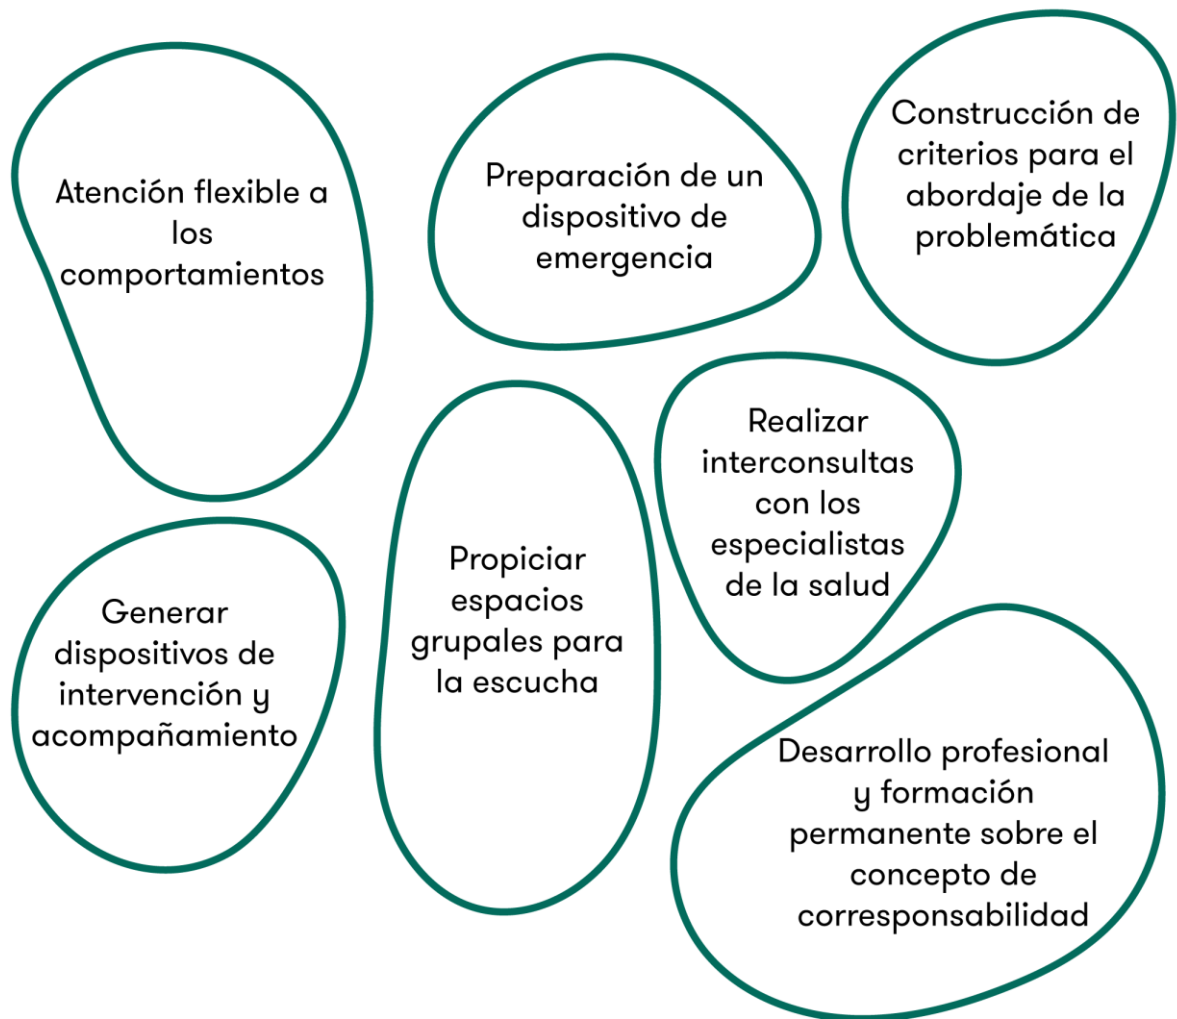 Atención flexible a
los
comportamientos
Preparación de un
dispositivo de
emergencia
Construcción de
criterios para el
abordaje de la
problemática
Generar
dispositivos de
intervención y
acompañamiento
Propiciar
espacios
grupales para
la escucha
Realizar
interconsultas
con los
especialistas
de la salud
Desarrollo profesional
y formación
permanente sobre el
concepto de
corresponsabilidad